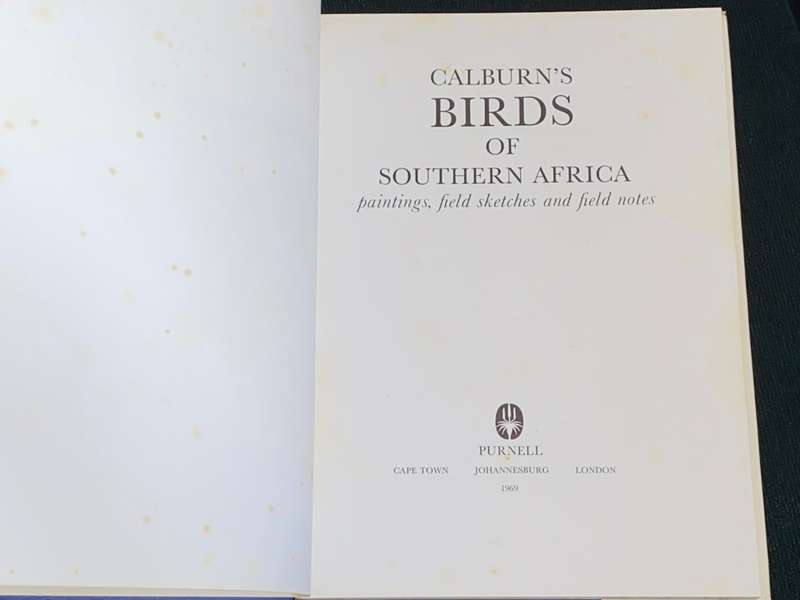 CALBURN'S
BIRDS
OF
SOUTHERN AFRICA
paintings, field sketches and field notes
PURNELL
CAPE TOWN JOHANNESBURG LONDON
1969